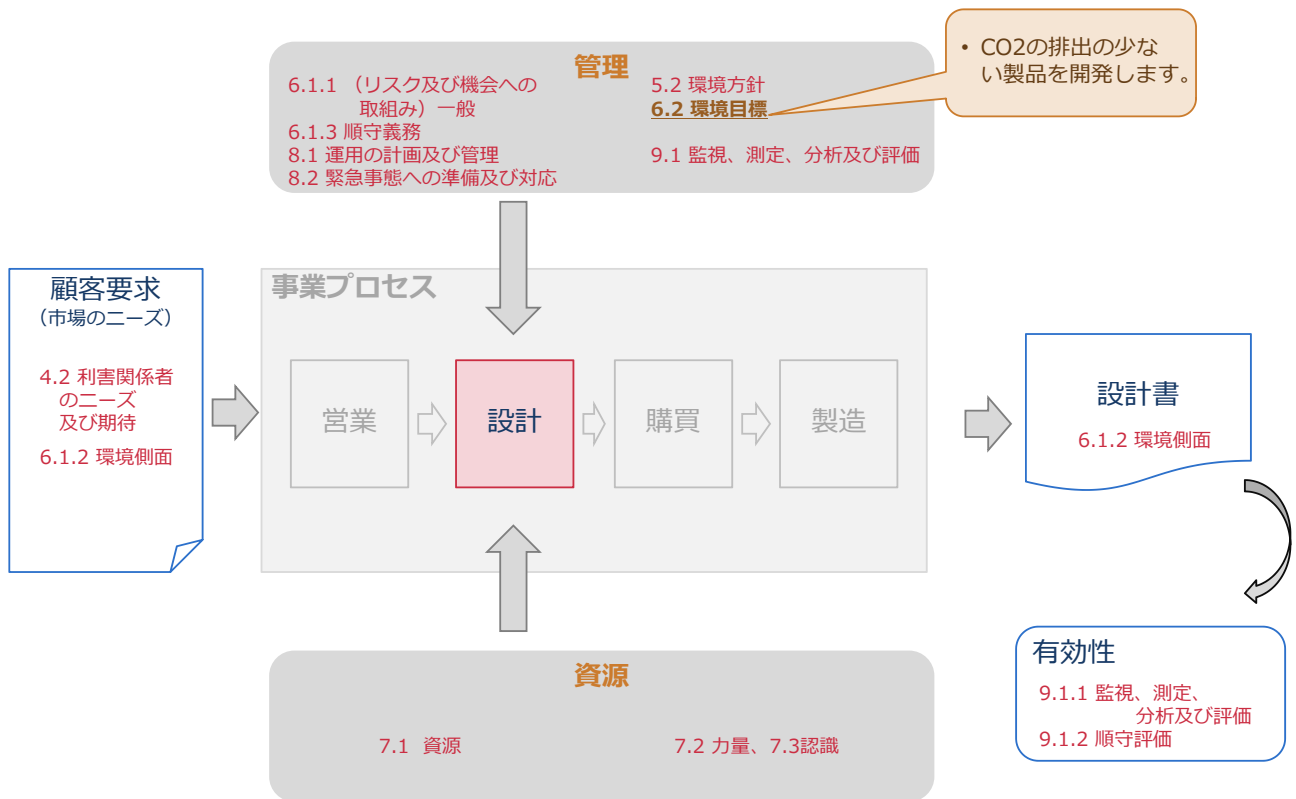 • CO2の排出の少な
い製品を開発します。
管理
6.1.1 （リスク及び機会への
取組み）一般
6.1.3 順守義務
8.1 運用の計画及び管理
8.2 緊急事態への準備及び対応
5.2 環境方針
6.2 環境目標
9.1 監視、測定、分析及び評価
顧客要求
（市場のニーズ）
4.2 利害関係者
のニーズ
及び期待
6.1.2 環境側面
事業プロセス
営業
設計
購買
製造
設計書
6.1.2 環境側面
資源
7.1 資源
7.2 力量、7.3認識
有効性
9.1.1 監視、測定、
分析及び評価
9.1.2 順守評価